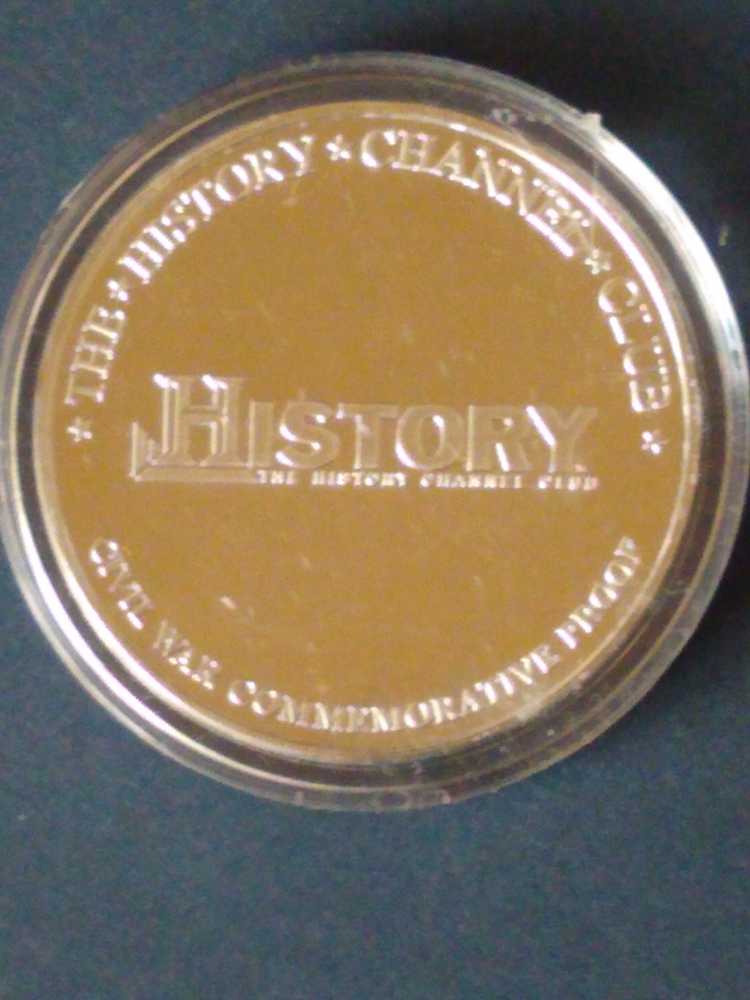 THE★HISTORY★CHANNEL★CLUB
HISTORY
THE HISTORY CHANNEL CLUB
CIVIL WAR COMMEMORATIVE PROOF